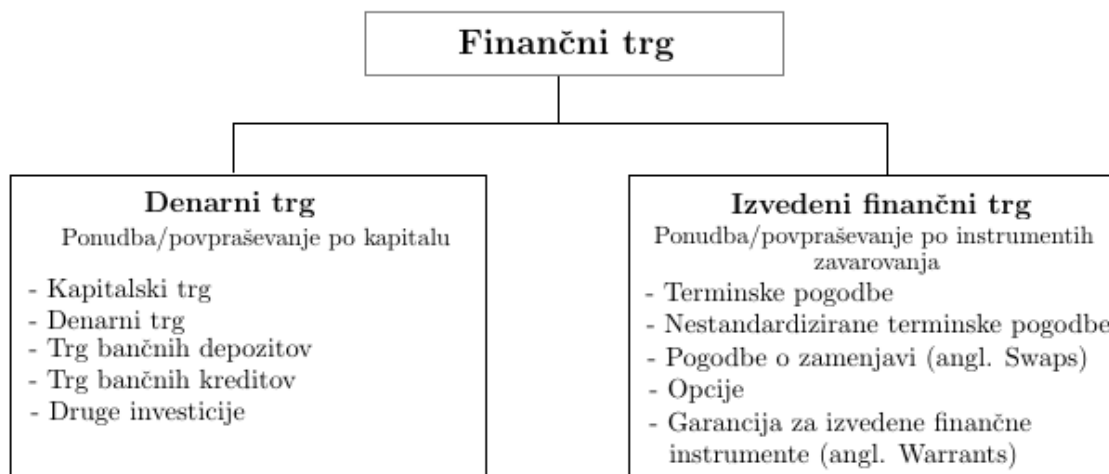 Finančni trg
Denarni trg
Ponudba/povpraševanje po kapitalu
- Kapitalski trg
- Denarni trg
- Trg bančnih depozitov
- Trg bančnih kreditov
- Druge investicije
Izvedeni finančni trg
Ponudba/povpraševanje po instrumentih
zavarovanja
- Terminske pogodbe
- Nestandardizirane terminske pogodbe
- Pogodbe o zamenjavi (angl. Swaps)
- Opcije
- Garancija za izvedene finančne
instrumente (angl. Warrants)